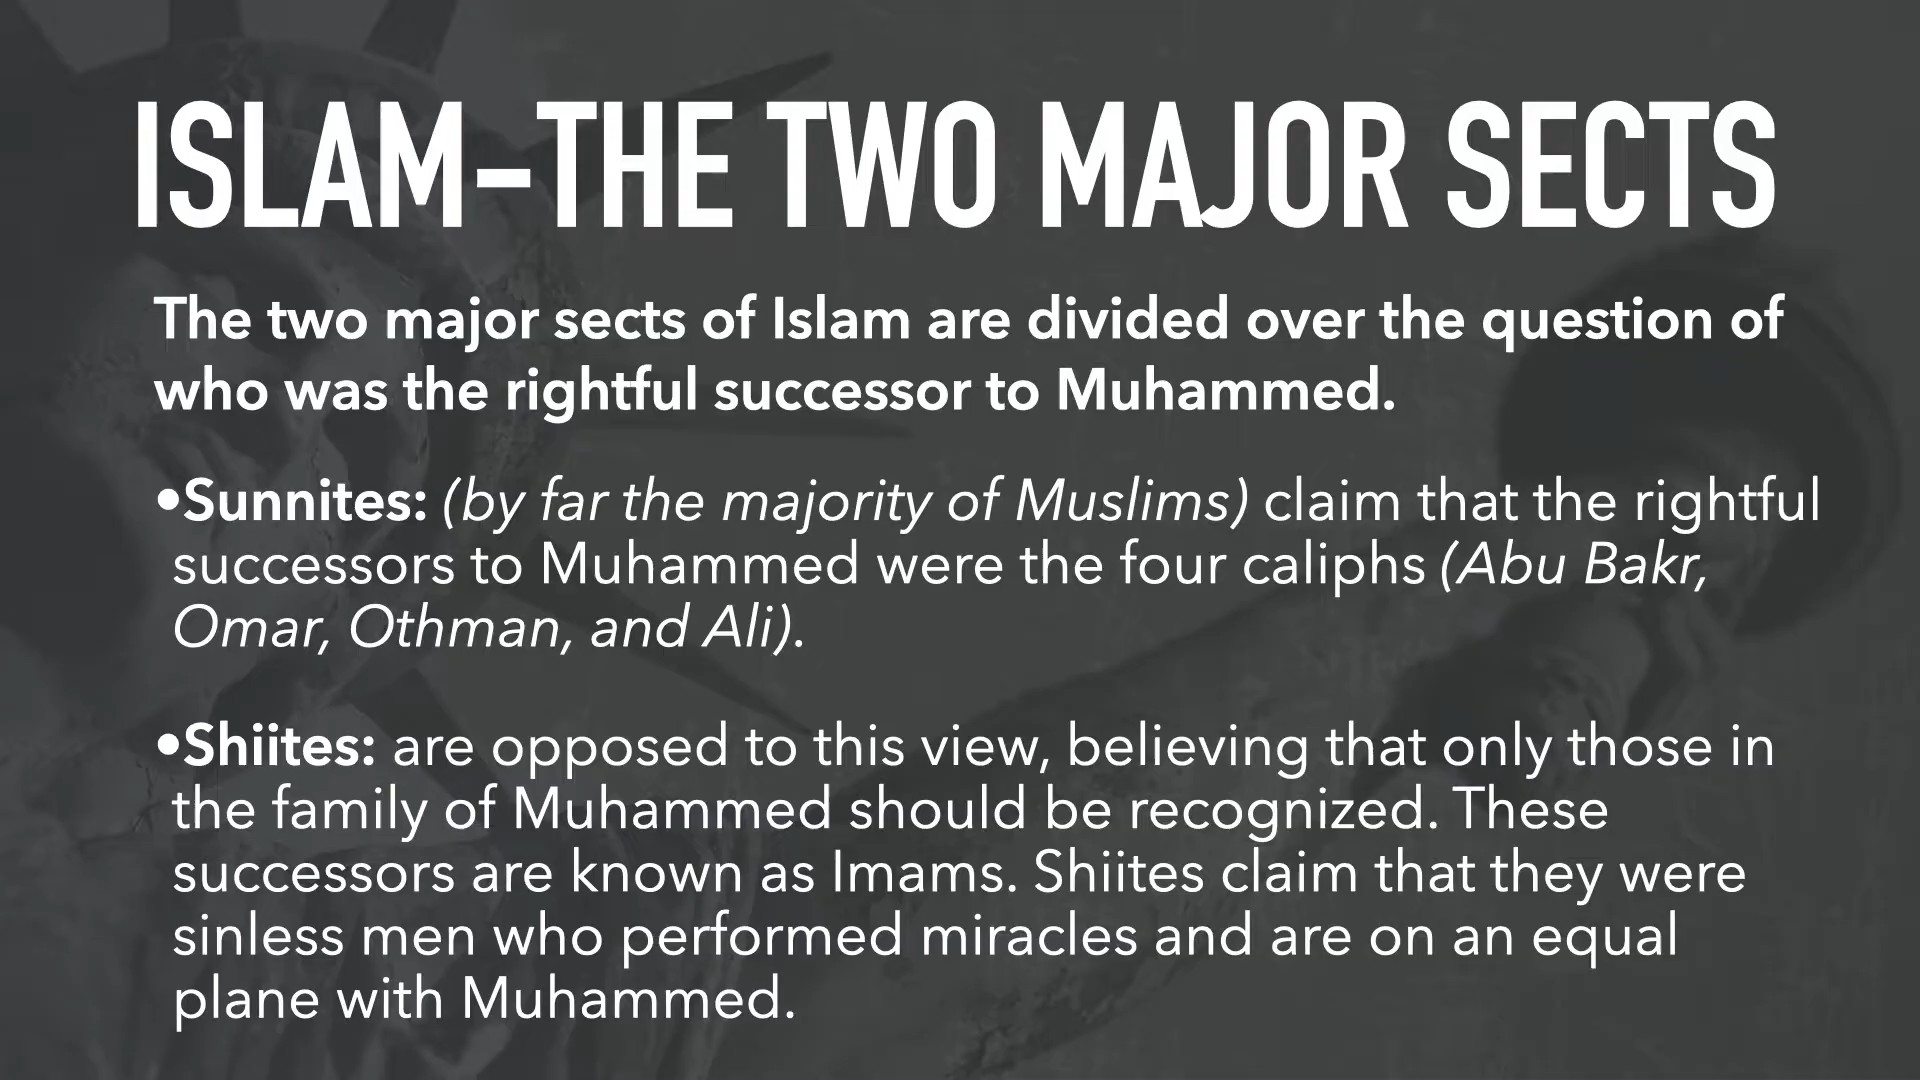 ISLAM-THE TWO MAJOR SECTS
The two major sects of Islam are divided over the question of
who was the rightful successor to Muhammed.
•Sunnites: (by far the majority of Muslims) claim that the rightful
successors to Muhammed were the four caliphs (Abu Bakr,
Omar, Othman, and Ali).
•Shiites: are opposed to this view, believing that only those in
the family of Muhammed should be recognized. These
successors are known as Imams. Shiites claim that they were
sinless men who performed miracles and are on an equal
plane with Muhammed.